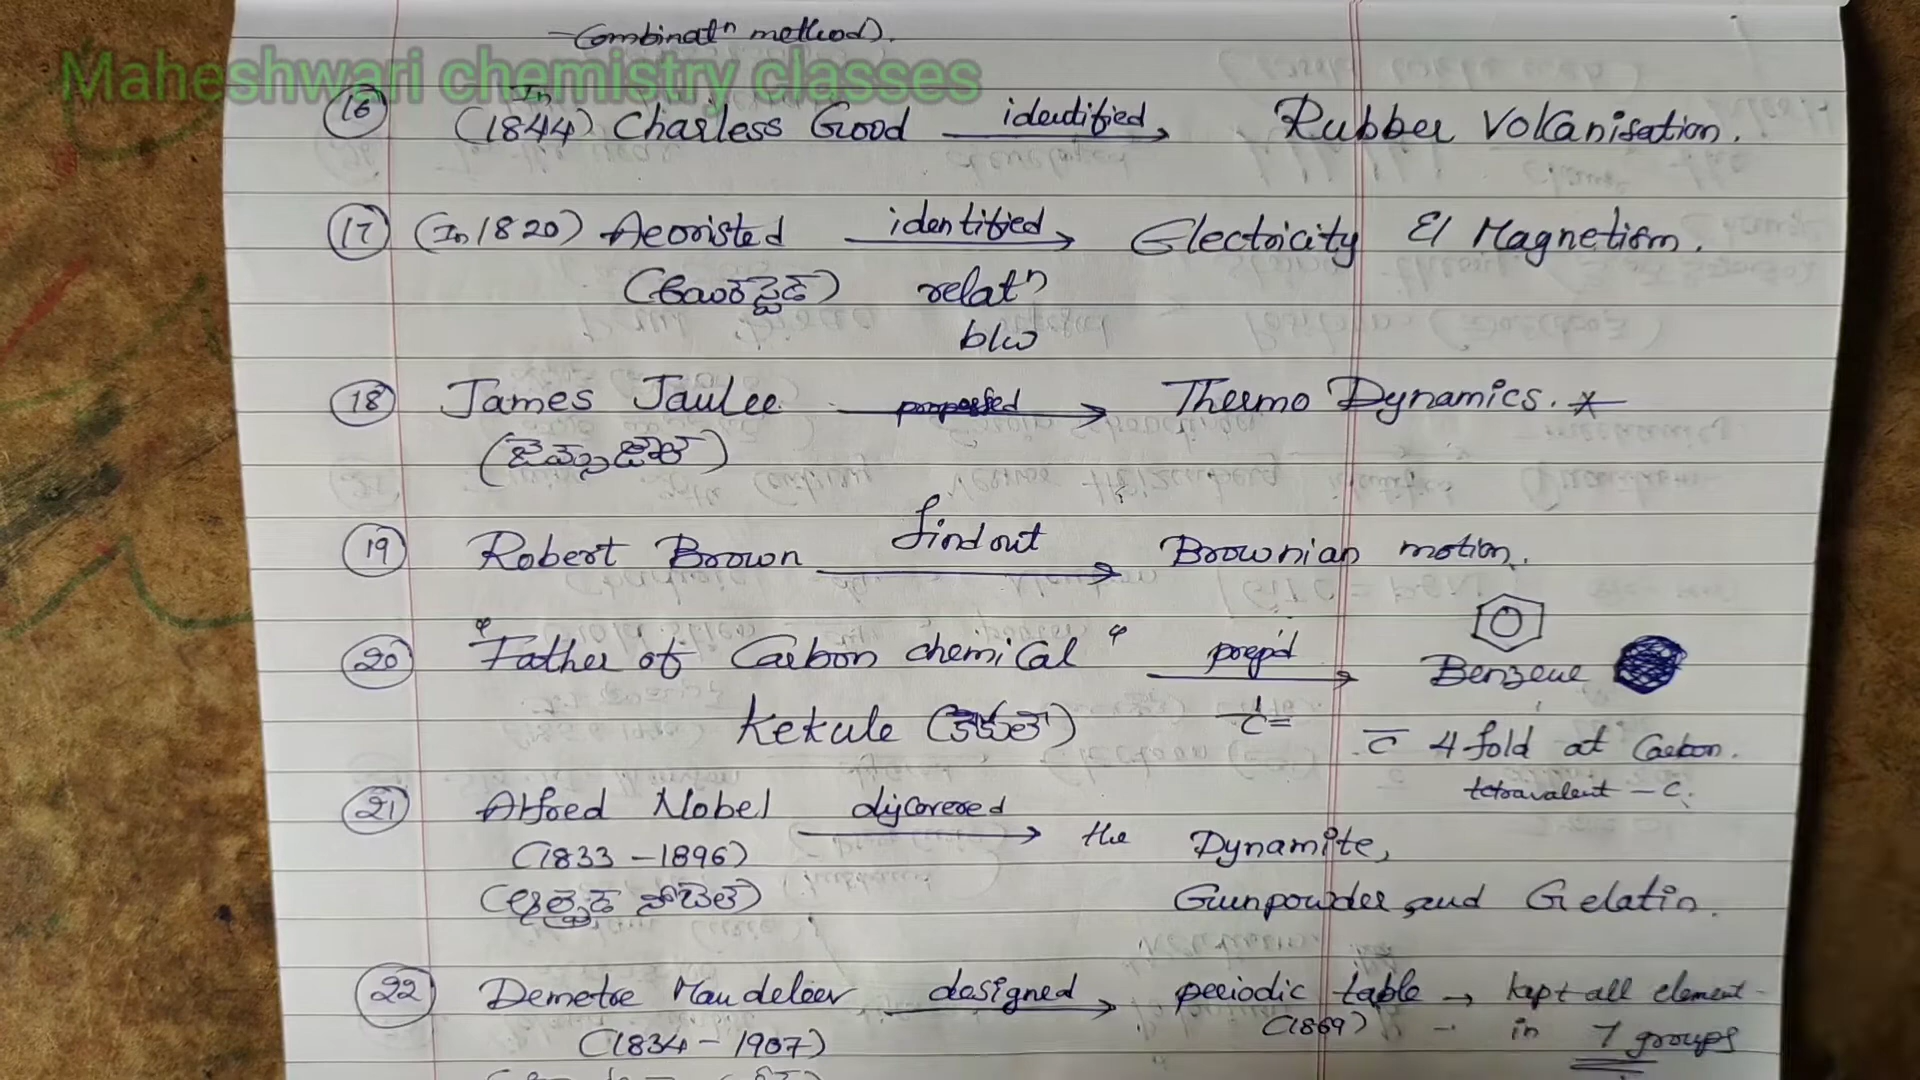 Combinatⁿ method).
Maheshwari chemistry classes
(16) In (1844) Charless Good identified → Rubber Volkanisation.
(17) (In 1820) Aeoristed identified → Electricity & Magnetism.
relatⁿ
b/w
(18) James Jaulee proposed → Thermo Dynamics. *
(19) Robert Brown find out → Brownian motion.
(20) "Father of Carbon chemical" prep'd → Benzene
Kekule (కెకులె) c̄ 4 fold at Carbon.
tetravalent - C.
(21) Alfred Nobel discovered → the Dynamite,
(1833 - 1896)
Gunpowder and Gelatin.
(22) Demetre Mandeleev designed → periodic table → kept all element
(1834 - 1907) (1869) in 7 groups